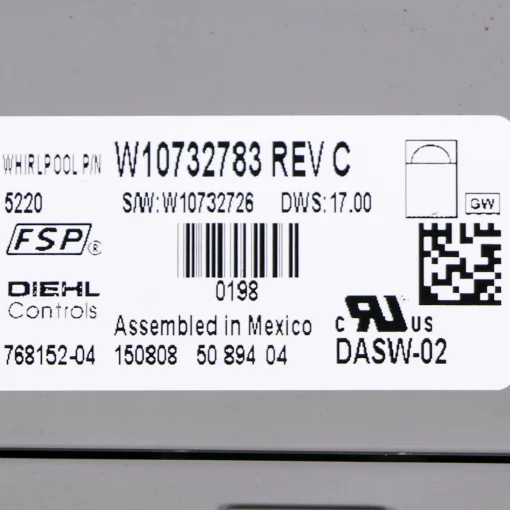 WHIRLPOOL P/N W10732783 REV C
5220 S/W: W10732726 DWS: 17.00
FSP®
GW
DIEHL
Controls
0198
Assembled in Mexico
C RU US
768152-04 150808 50 894 04 DASW-02